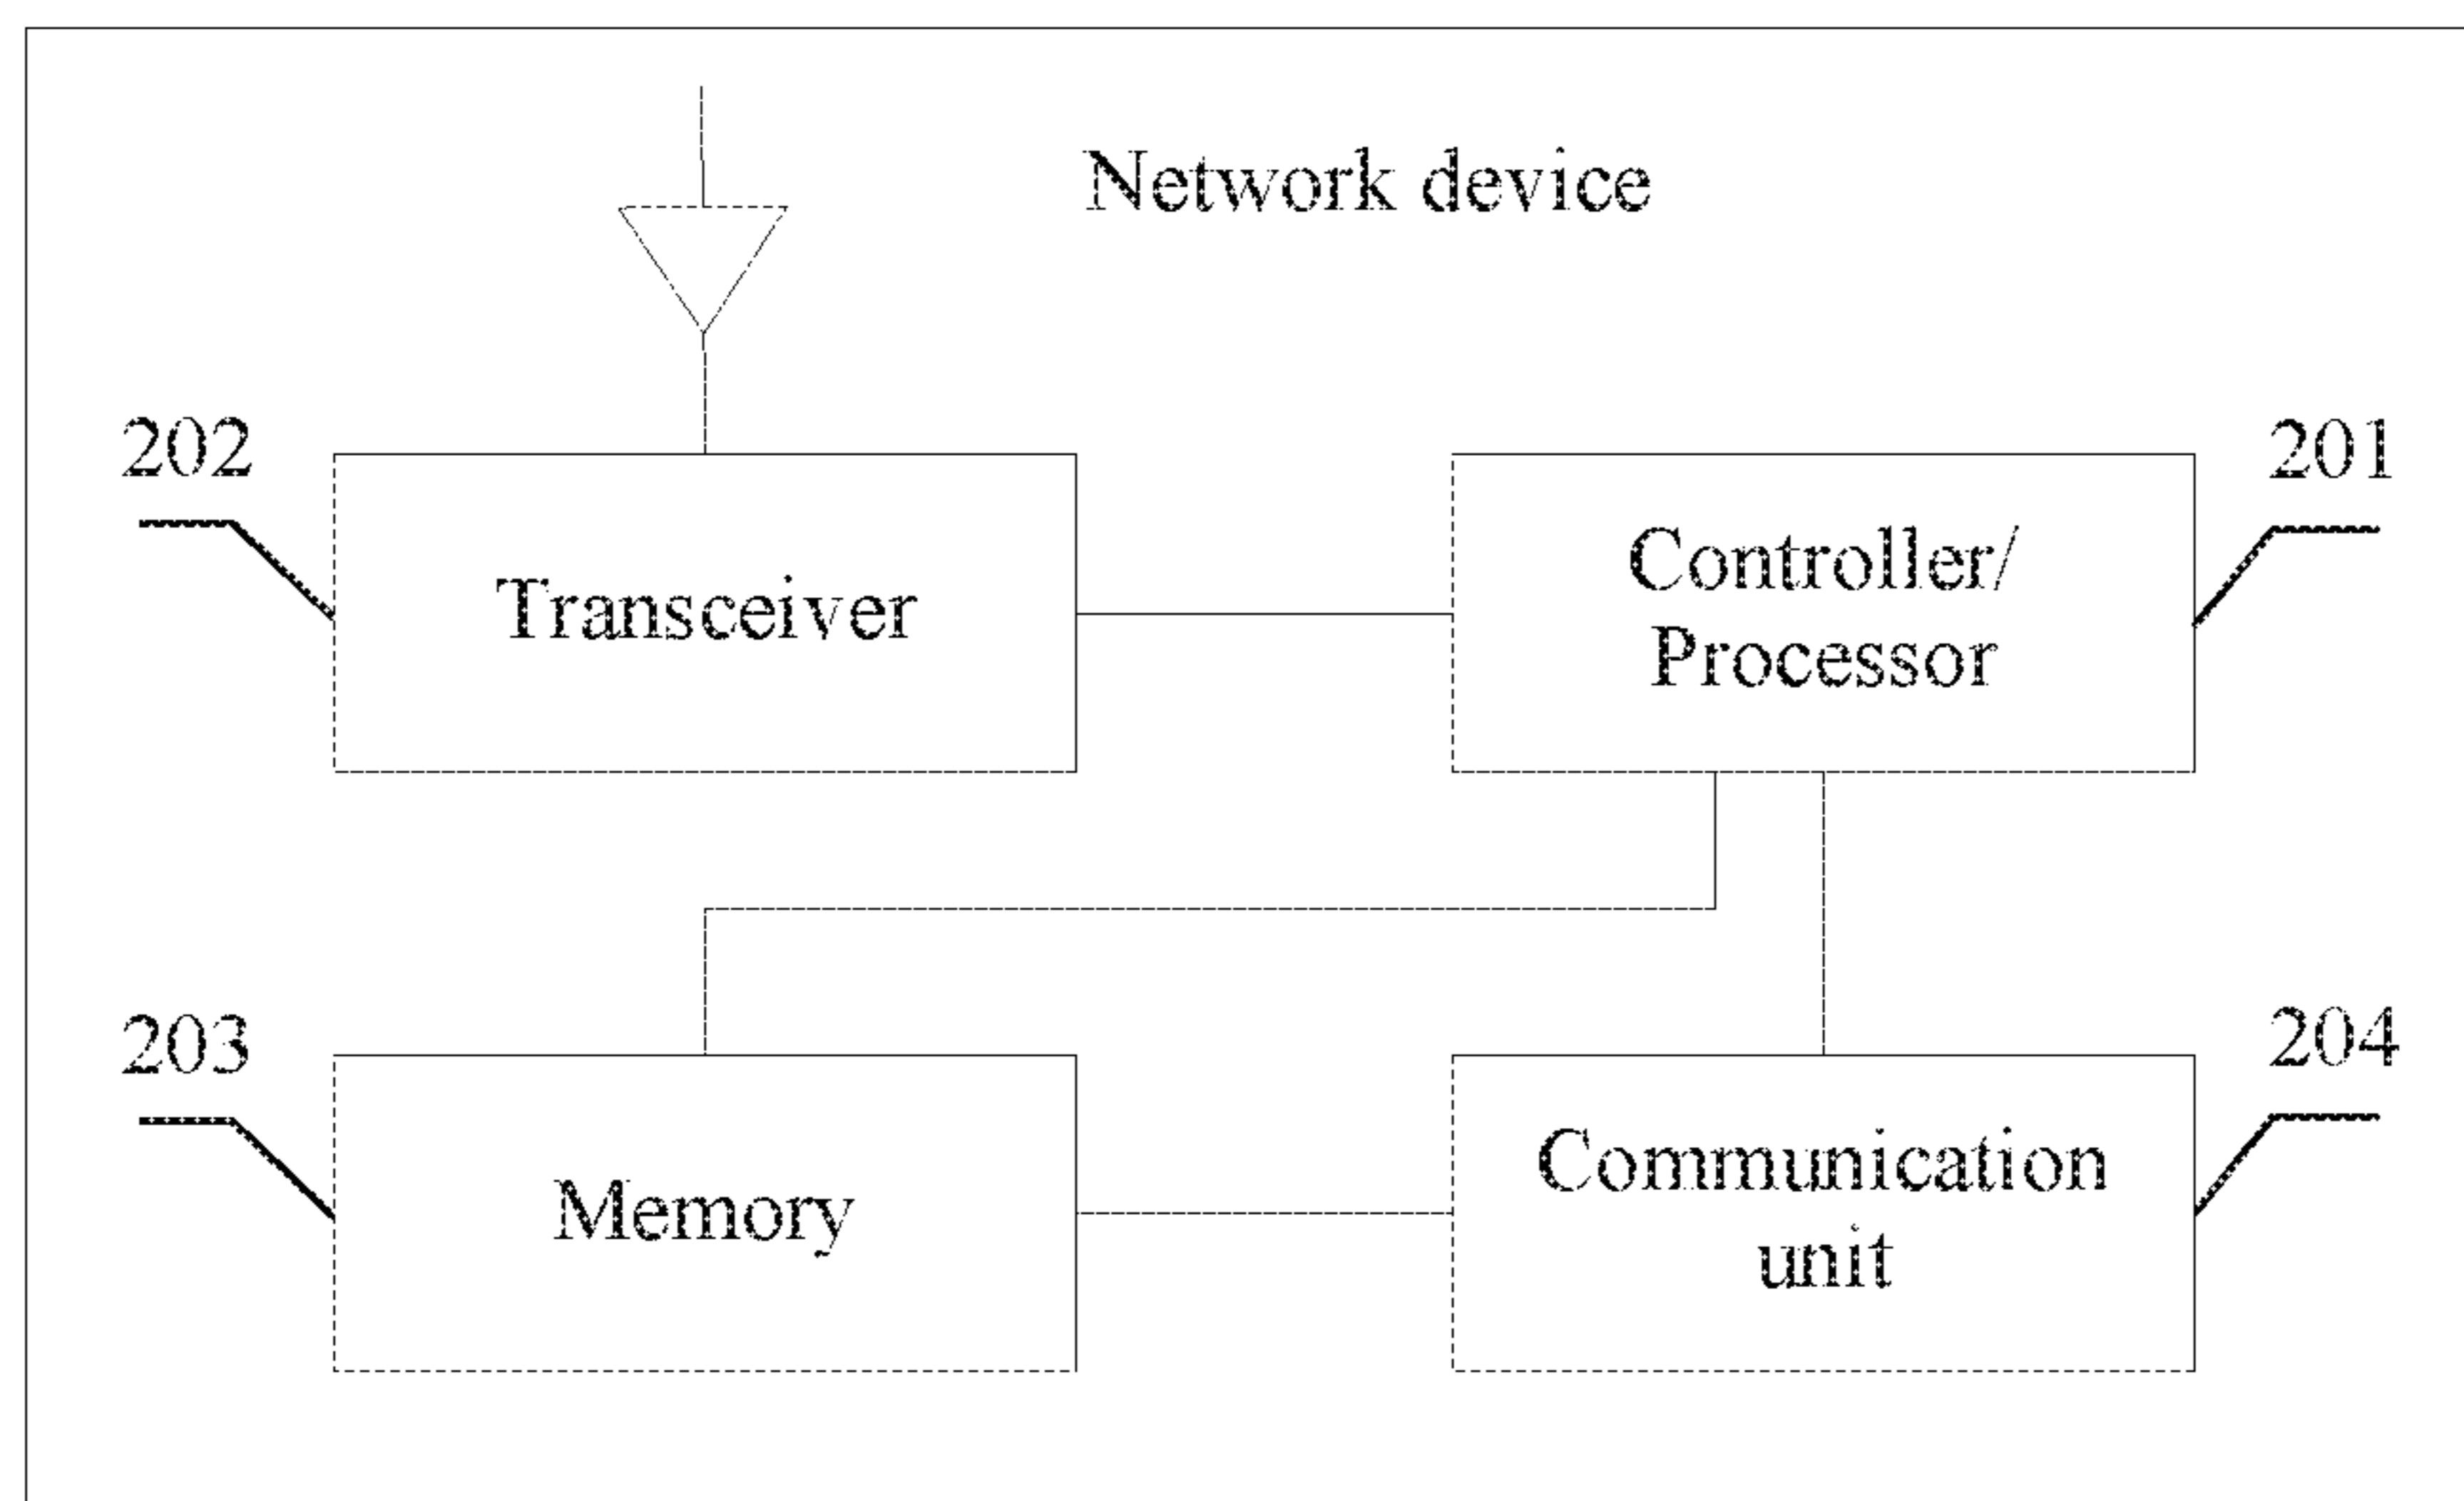 Network device
202
201
Transceiver
Controller/
Processor
203
204
Memory
Communication
unit